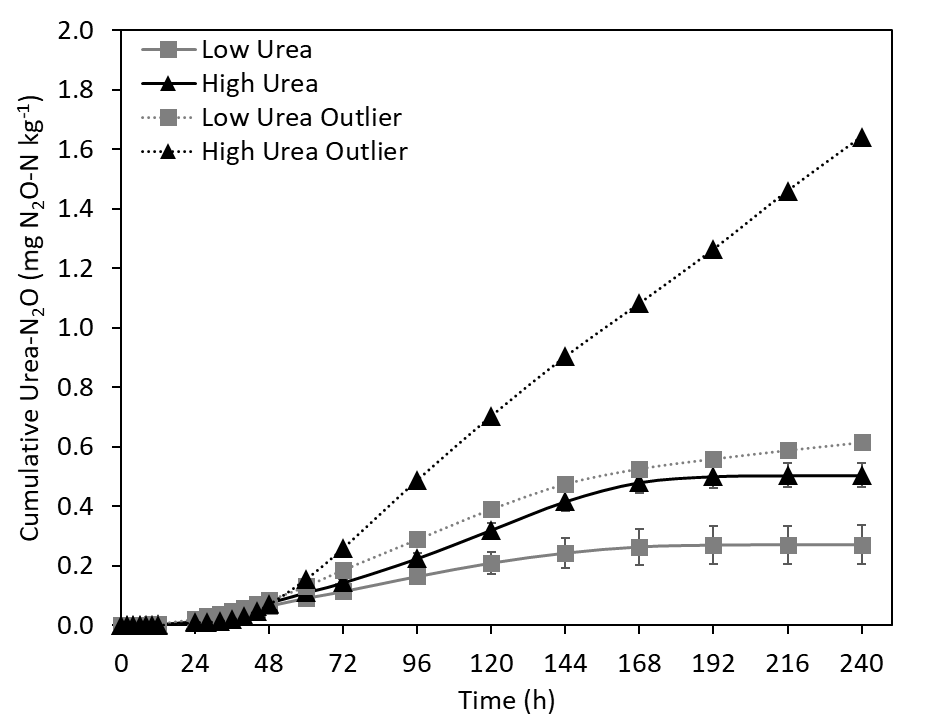 2.0
1.8
1.6
1.4
1.2
1.0
0.8
0.6
0.4
0.2
0.0
Cumulative Urea-N₂O (mg N₂O-N kg⁻¹)
Low Urea
High Urea
Low Urea Outlier
High Urea Outlier
0 24 48 72 96 120 144 168 192 216 240
Time (h)